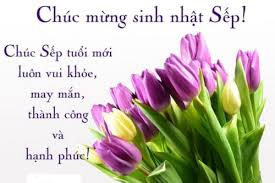 Chúc mừng sinh nhật Sếp!
Chúc Sếp tuổi mới
luôn vui khỏe,
may mắn,
thành công
và
hạnh phúc!